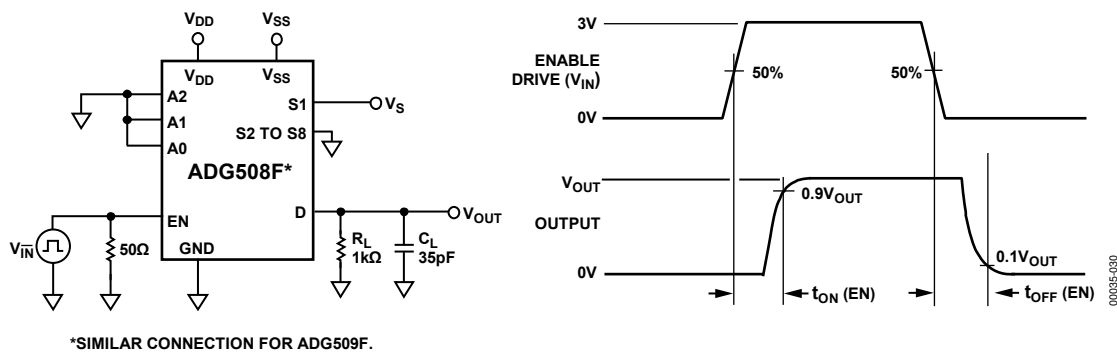 VDD
VSS
VDD
VSS
A2
A1
A0
S1
VS
S2 TO S8
ADG508F*
EN
D
VOUT
VIN
50Ω
GND
RL
1kΩ
CL
35pF
*SIMILAR CONNECTION FOR ADG509F.
3V
ENABLE
DRIVE (VIN)
50%
50%
0V
VOUT
0.9VOUT
OUTPUT
0V
0.1VOUT
tON (EN)
tOFF (EN)
00035-030